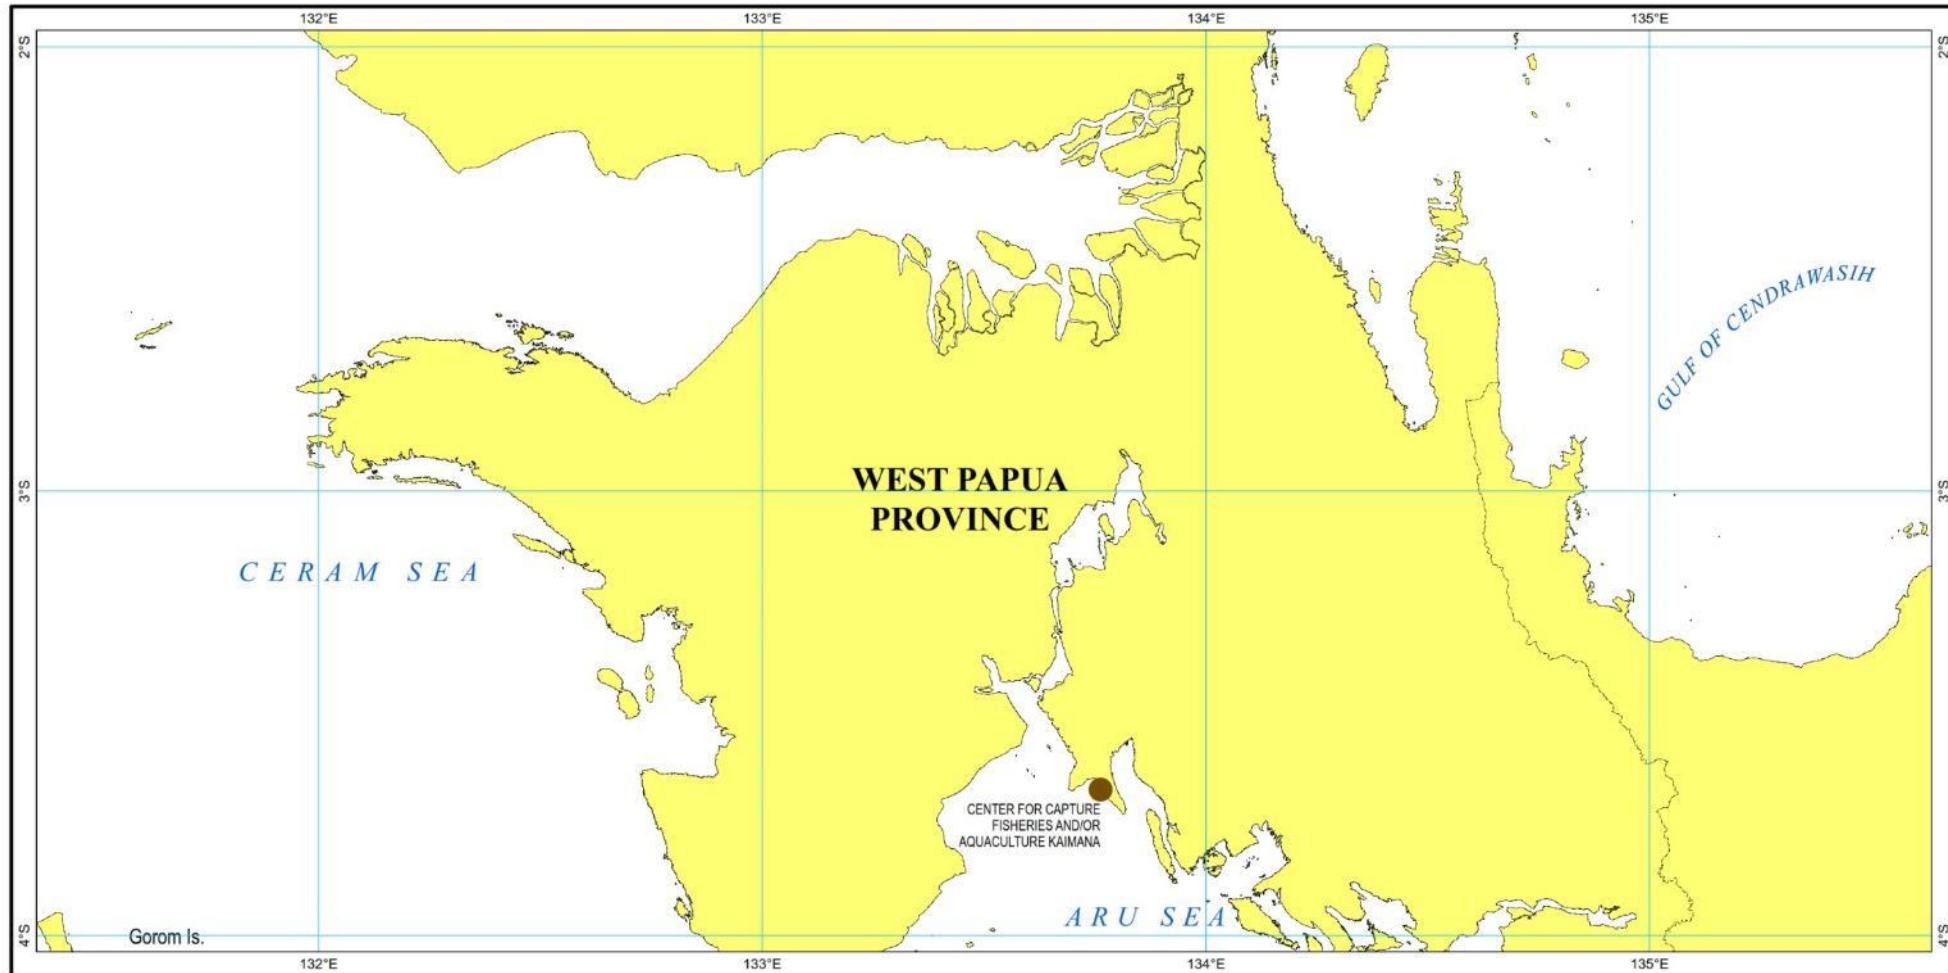 132°E
133°E
134°E
135°E
2°S
2°S
GULF OF CENDRAWASIH
WEST PAPUA
PROVINCE
3°S
3°S
CERAM SEA
CENTER FOR CAPTURE
FISHERIES AND/OR
AQUACULTURE KAIMANA
ARU SEA
Gorom Is.
4°S
4°S
132°E
133°E
134°E
135°E